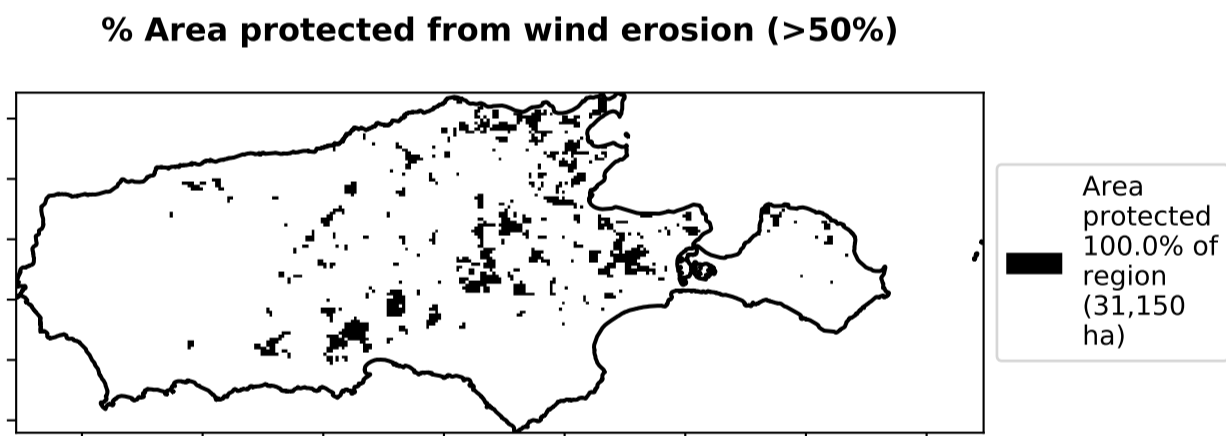 % Area protected from wind erosion (>50%)
Area
protected
100.0% of
region
(31,150
ha)